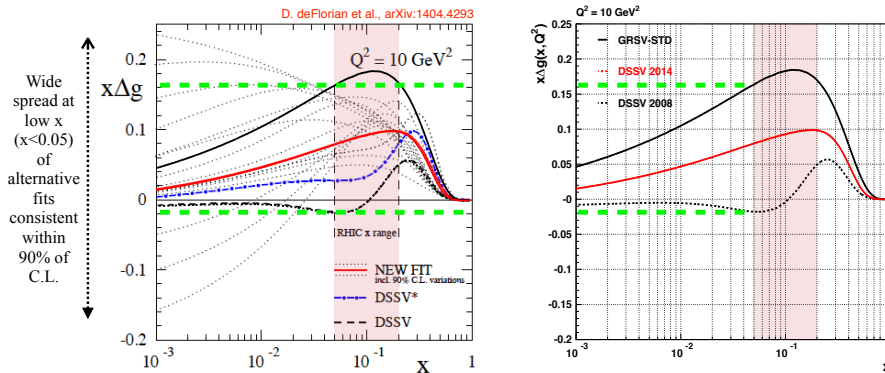 D. deFlorian et al., arXiv:1404.4293
Wide
spread at
low x
(x<0.05)
of
alternative
fits
consistent
within
90% of
C.L.
x∆g
Q² = 10 GeV²
0.2
0.1
0
-0.1
-0.2
RHIC x range
NEW FIT
incl. 90% C.L. variations
DSSV*
DSSV
10⁻³
10⁻²
10⁻¹
1
x
Q² = 10 GeV²
x∆g(x,Q²)
0.25
0.2
0.15
0.1
0.05
-0
-0.05
-0.1
-0.15
-0.2
GRSV-STD
DSSV 2014
DSSV 2008
10⁻³
10⁻²
10⁻¹